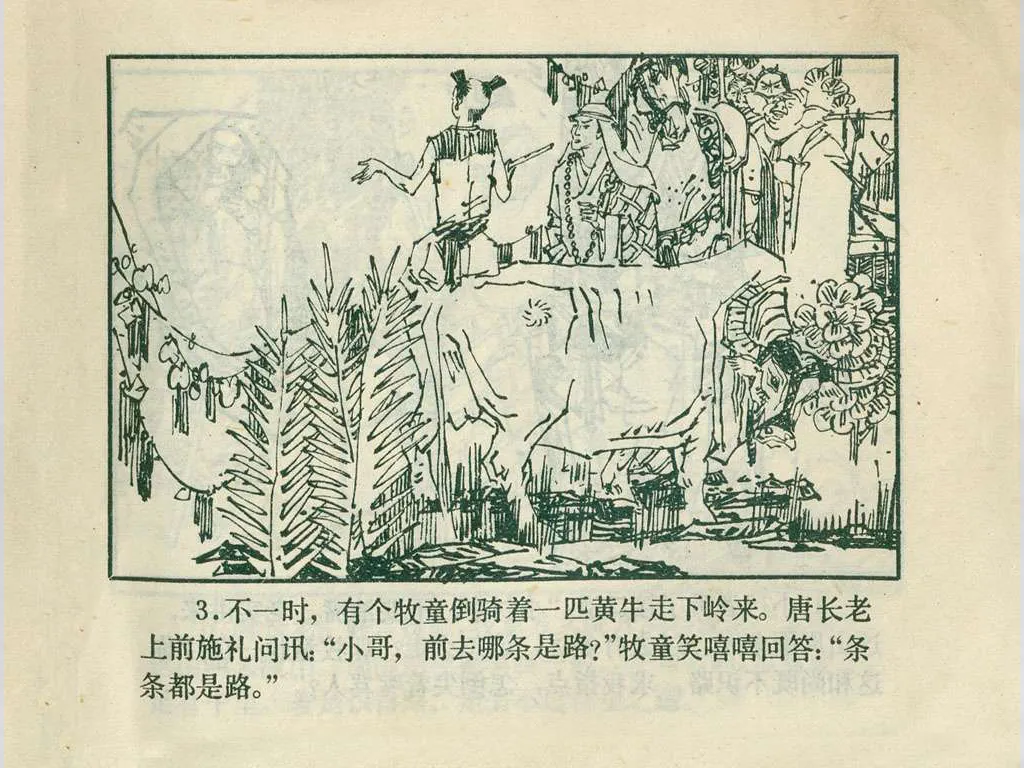 3.不一时，有个牧童倒骑着一匹黄牛走下岭来。唐长老
上前施礼问讯：“小哥，前去哪条是路？”牧童笑嘻嘻回答：“条
条都是路。”